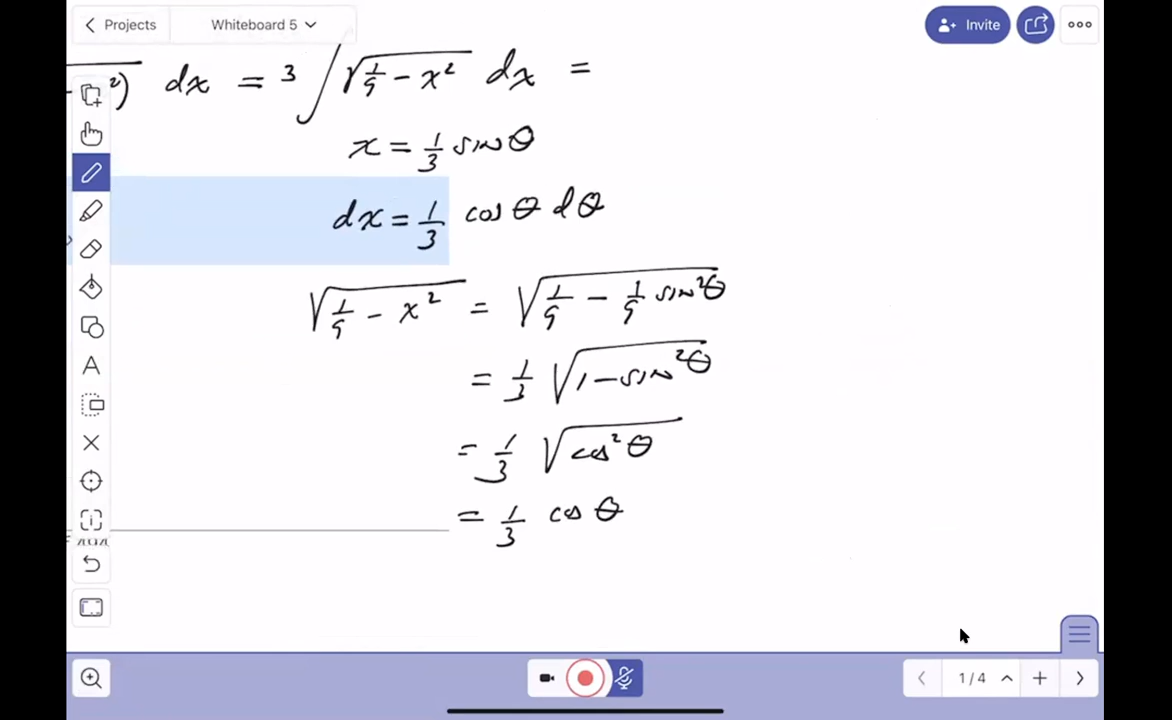 Projects
Whiteboard 5
Invite
²) dx = 3 ∫ √(1/9 - x²) dx =
x = 1/3 sin θ
dx = 1/3 cos θ dθ
√(1/9 - x²) = √(1/9 - 1/9 sin²θ)
= 1/3 √(1 - sin²θ)
= 1/3 √(cos² θ)
= 1/3 cos θ
A
1/4